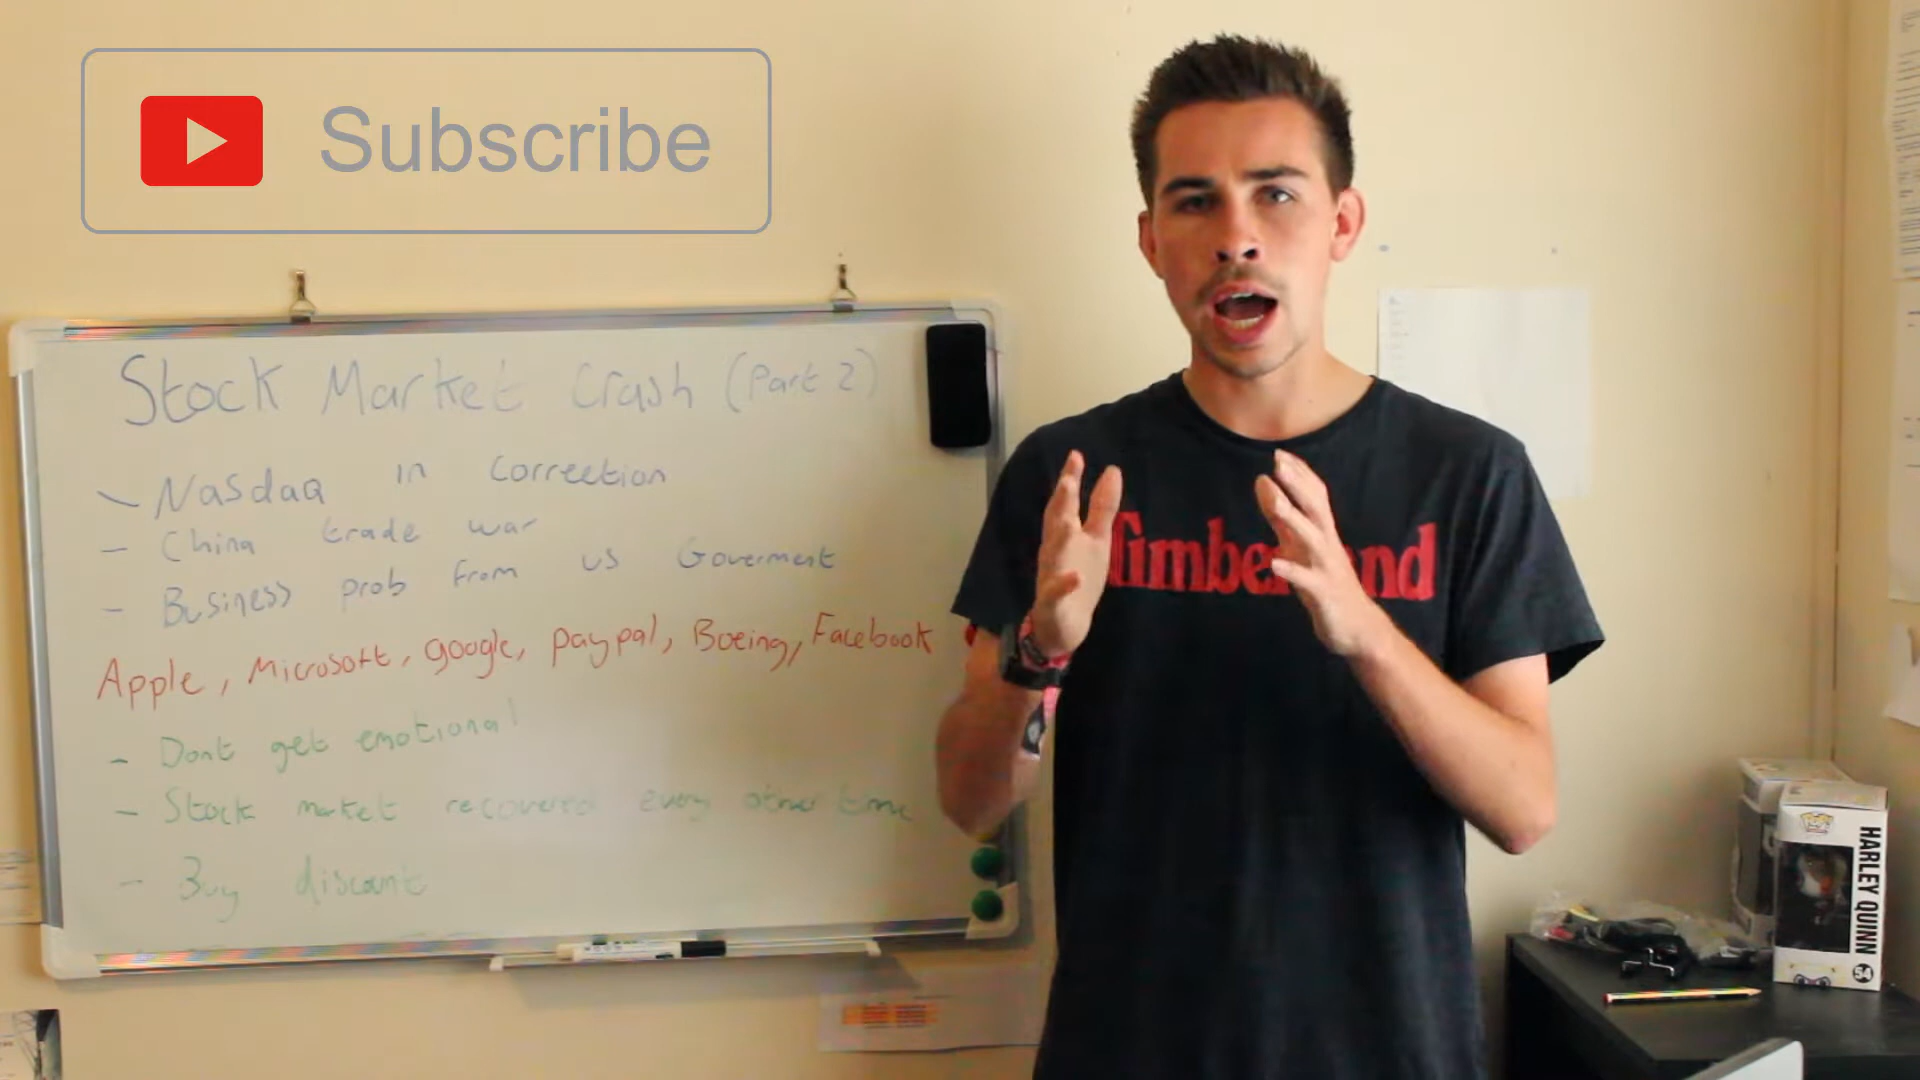 Subscribe
Stock Market Crash (Part 2)
- Nasdaq in Correction
- China trade war
- Business prob from us Goverment
Apple, Microsoft, google, paypal, Boeing, Facebook
- Dont get emotional
- Stock market recovered every other time
- Buy discount
Timberland
HARLEY QUINN
54